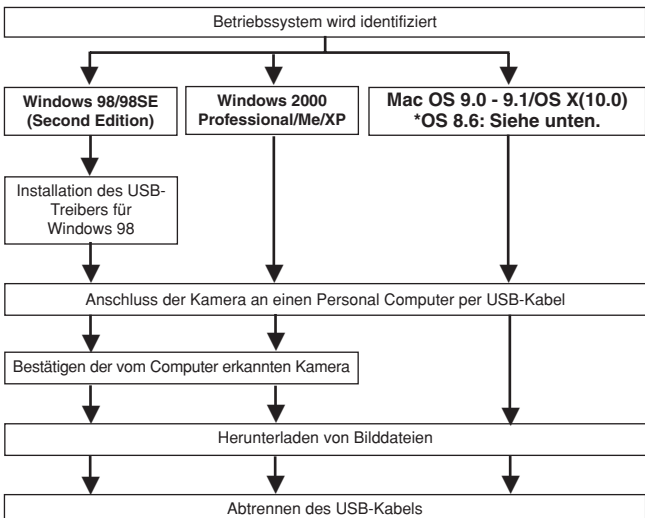 Betriebssystem wird identifiziert
Windows 98/98SE
(Second Edition)
Windows 2000
Professional/Me/XP
Mac OS 9.0 - 9.1/OS X(10.0)
*OS 8.6: Siehe unten.
Installation des USB-
Treibers für
Windows 98
Anschluss der Kamera an einen Personal Computer per USB-Kabel
Bestätigen der vom Computer erkannten Kamera
Herunterladen von Bilddateien
Abtrennen des USB-Kabels